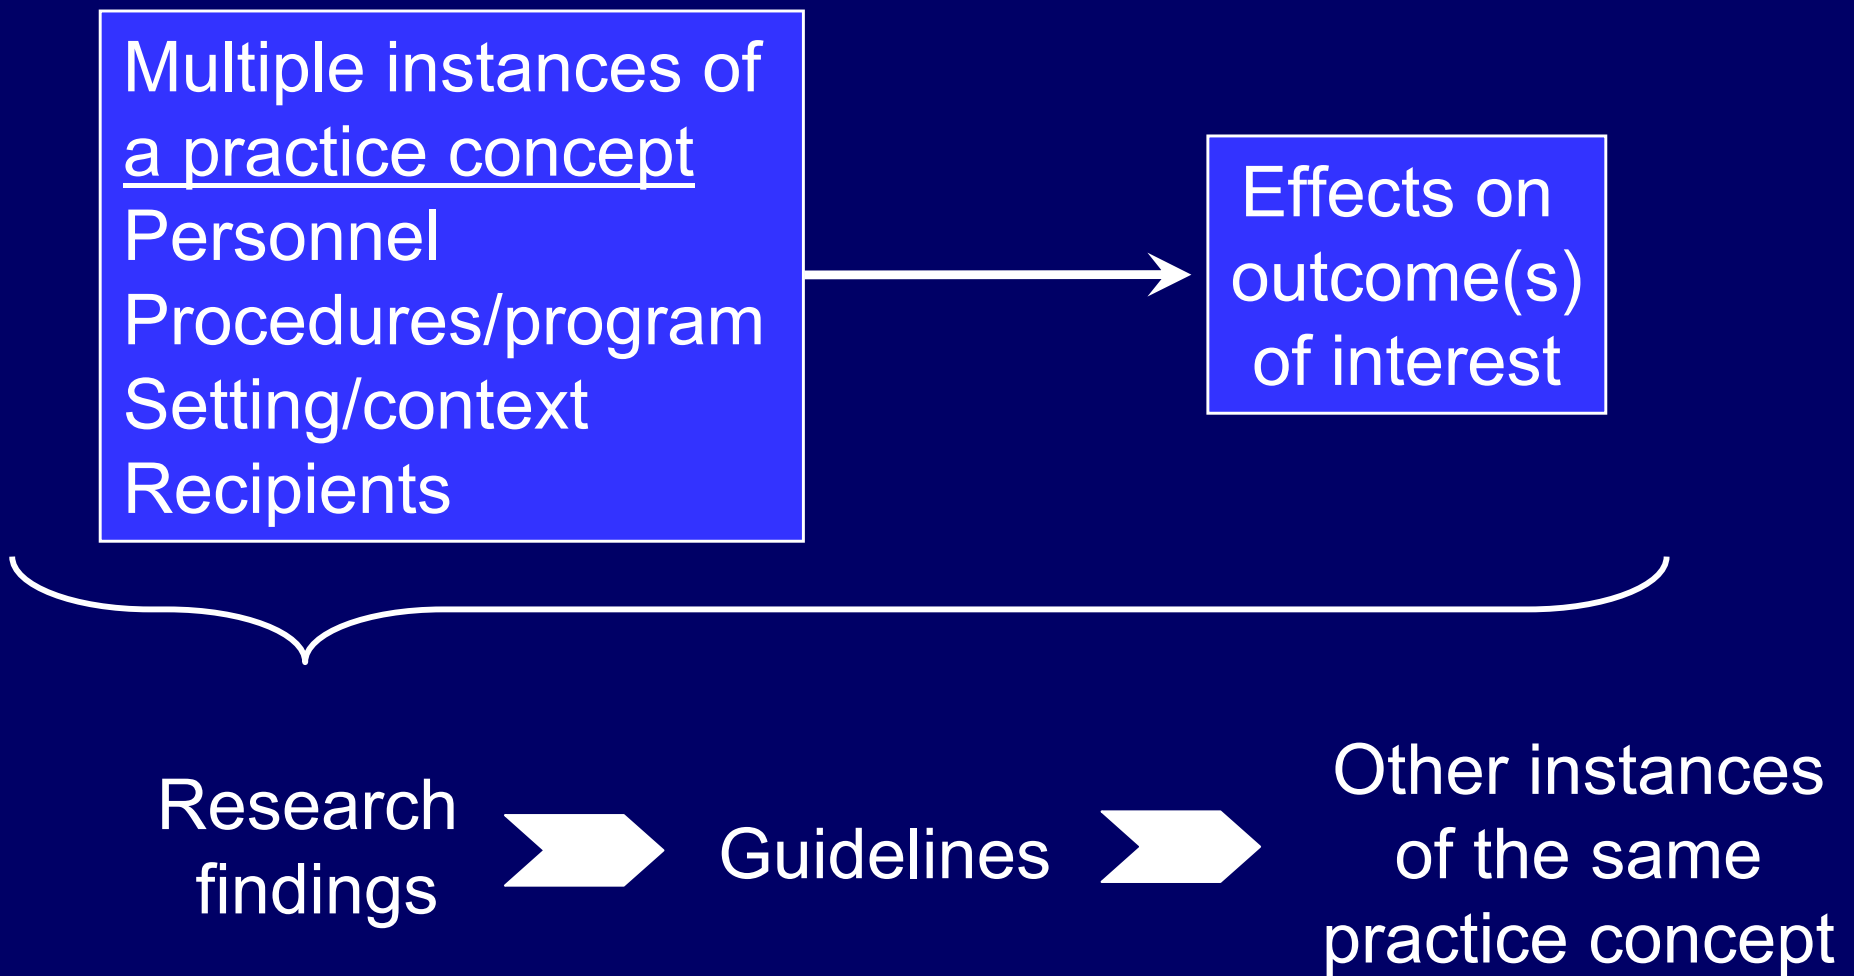 Multiple instances of
a practice concept
Personnel
Procedures/program
Setting/context
Recipients
Effects on
outcome(s)
of interest
Research
findings
Guidelines
Other instances
of the same
practice concept